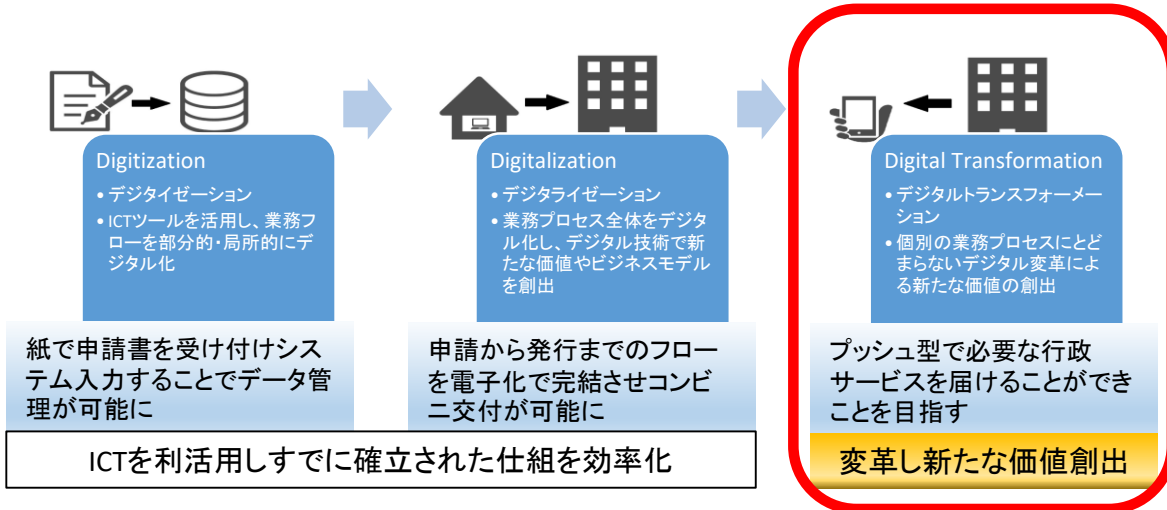 Digitization
•デジタイゼーション
•ICTツールを活用し、業務フ
ローを部分的・局所的にデ
ジタル化
紙で申請書を受け付けシス
テム入力することでデータ管
理が可能に
Digitalization
•デジタライゼーション
•業務プロセス全体をデジタ
ル化し、デジタル技術で新
たな価値やビジネスモデル
を創出
申請から発行までのフロー
を電子化で完結させコンビ
ニ交付が可能に
ICTを利活用しすでに確立された仕組を効率化
Digital Transformation
•デジタルトランスフォーメー
ション
•個別の業務プロセスにとど
まらないデジタル変革によ
る新たな価値の創出
プッシュ型で必要な行政
サービスを届けることができ
ことを目指す
変革し新たな価値創出